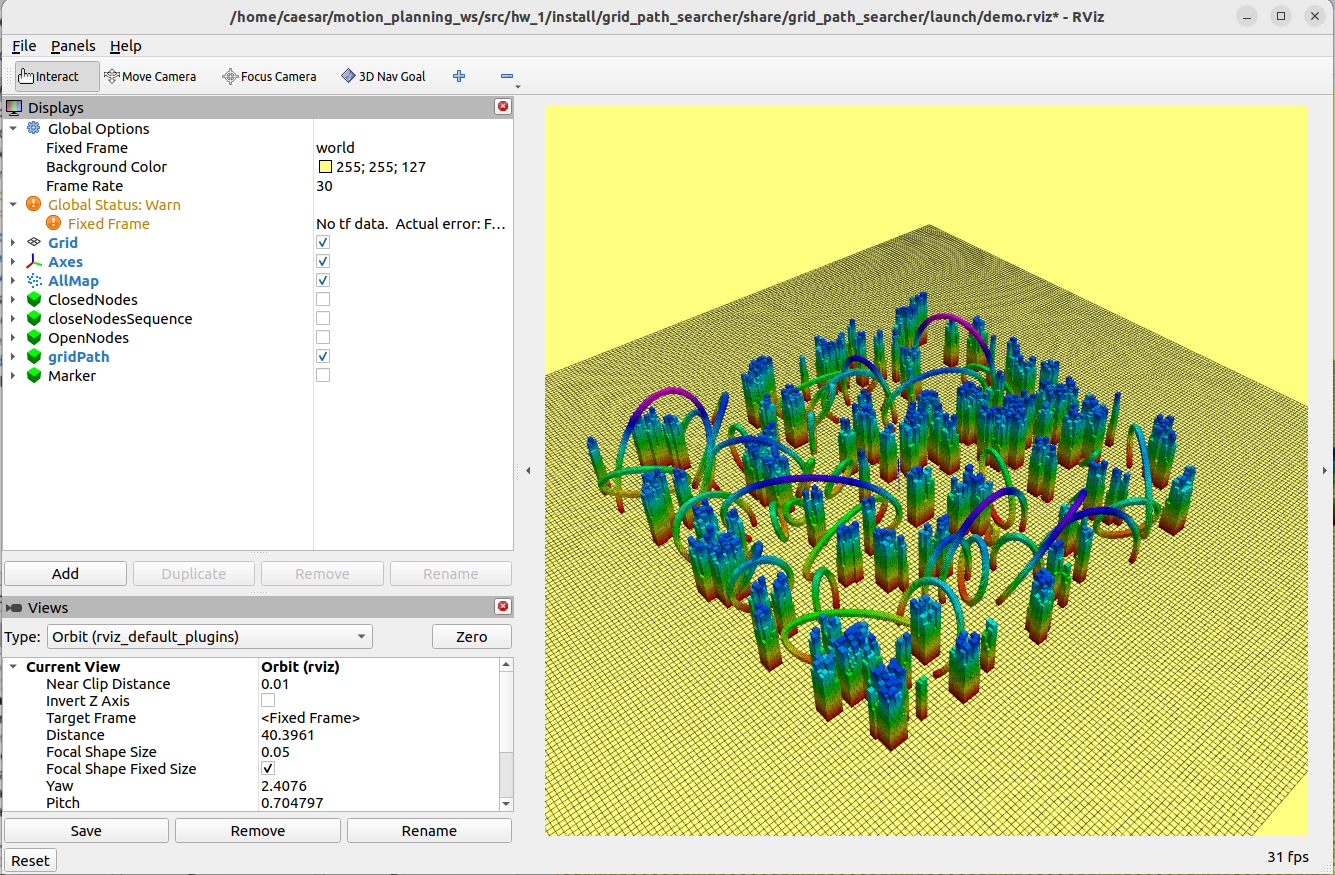 /home/caesar/motion_planning_ws/src/hw_1/install/grid_path_searcher/share/grid_path_searcher/launch/demo.rviz* - RViz
File Panels Help
Interact Move Camera Focus Camera 3D Nav Goal
Displays
Global Options
Fixed Frame world
Background Color 255; 255; 127
Frame Rate 30
Global Status: Warn
Fixed Frame No tf data. Actual error: F...
Grid
Axes
AllMap
ClosedNodes
closeNodesSequence
OpenNodes
gridPath
Marker
Add Duplicate Remove Rename
Views
Type: Orbit (rviz_default_plugins) Zero
Current View Orbit (rviz)
Near Clip Distance 0.01
Invert Z Axis
Target Frame <Fixed Frame>
Distance 40.3961
Focal Shape Size 0.05
Focal Shape Fixed Size
Yaw 2.4076
Pitch 0.704797
Save Remove Rename
Reset 31 fps